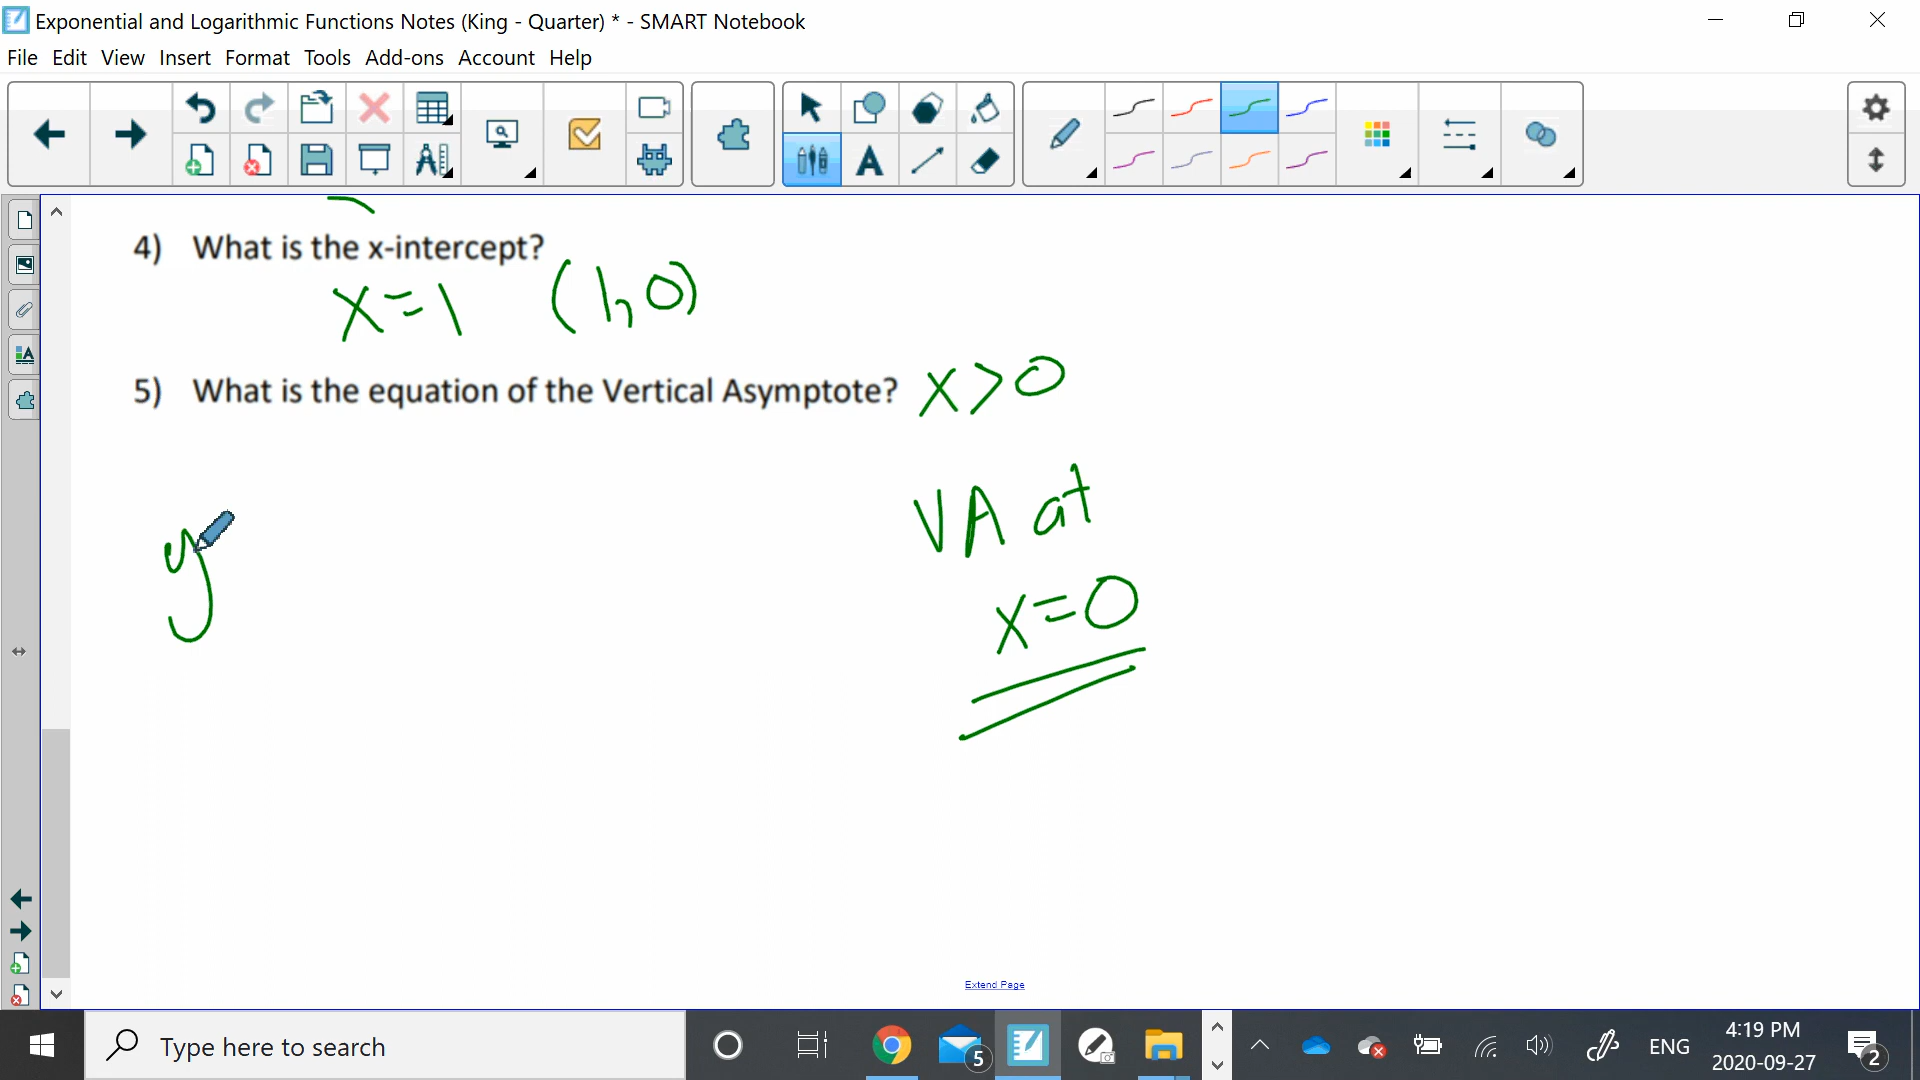 Exponential and Logarithmic Functions Notes (King - Quarter) * - SMART Notebook
File Edit View Insert Format Tools Add-ons Account Help
4) What is the x-intercept?
x=1 (1,0)
5) What is the equation of the Vertical Asymptote? x>0
VA at
x=0
y
Extend Page
Type here to search
5
ENG
4:19 PM
2020-09-27
2